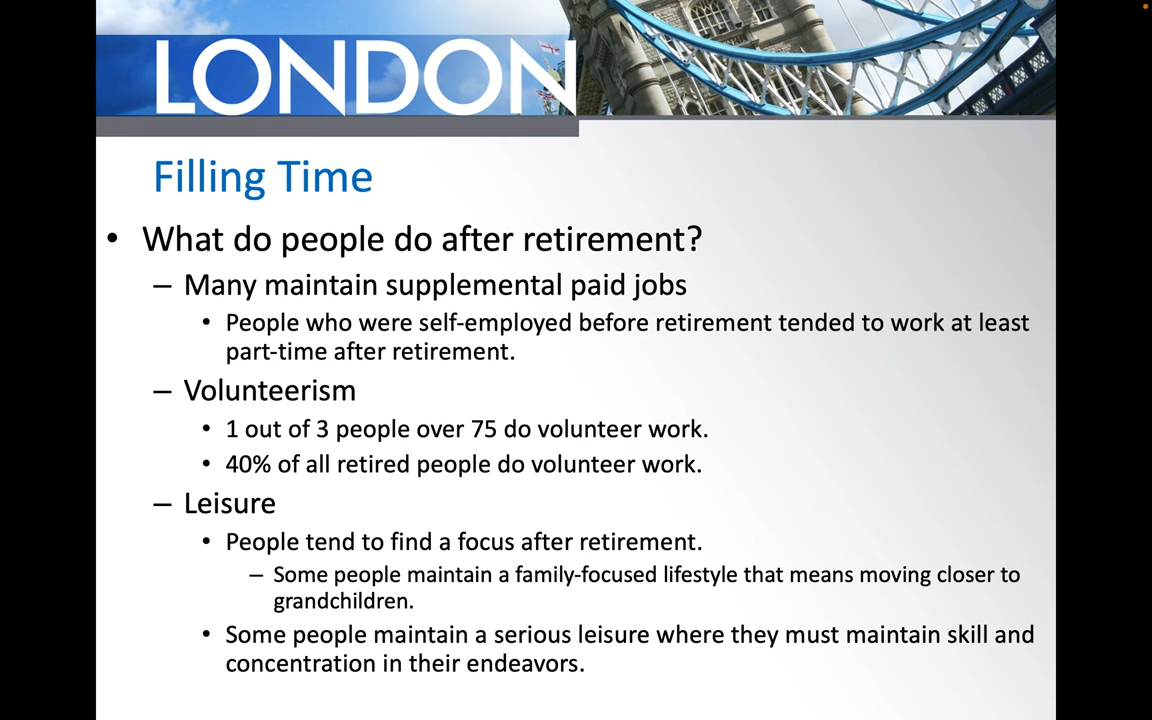 LONDON
Filling Time
• What do people do after retirement?
– Many maintain supplemental paid jobs
• People who were self-employed before retirement tended to work at least
part-time after retirement.
– Volunteerism
• 1 out of 3 people over 75 do volunteer work.
• 40% of all retired people do volunteer work.
– Leisure
• People tend to find a focus after retirement.
– Some people maintain a family-focused lifestyle that means moving closer to
grandchildren.
• Some people maintain a serious leisure where they must maintain skill and
concentration in their endeavors.